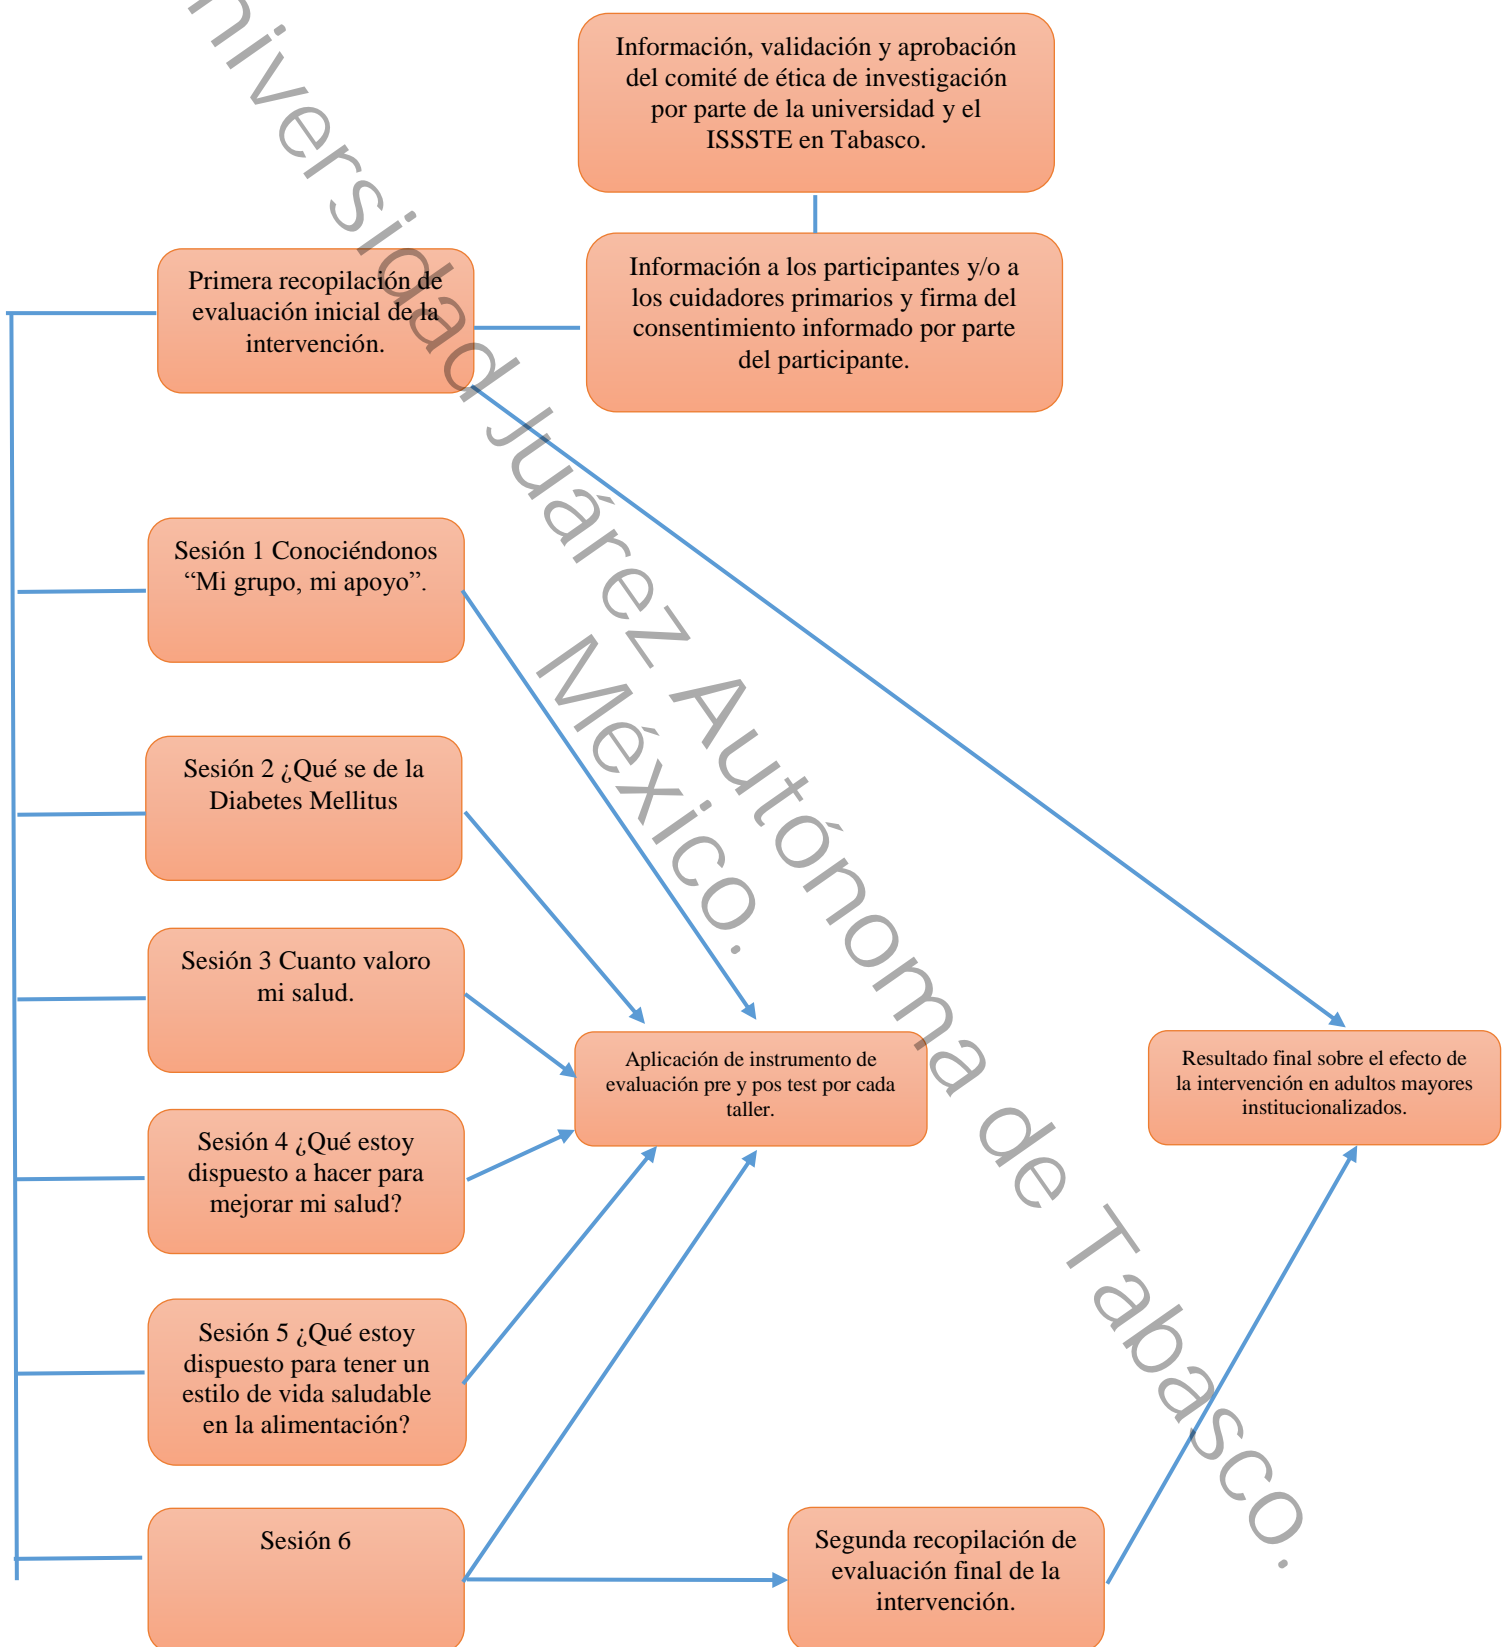 Información, validación y aprobación
del comité de ética de investigación
por parte de la universidad y el
ISSSTE en Tabasco.
Información a los participantes y/o a
los cuidadores primarios y firma del
consentimiento informado por parte
del participante.
Primera recopilación de
evaluación inicial de la
intervención.
Sesión 1 Conociéndonos
“Mi grupo, mi apoyo”.
Sesión 2 ¿Qué se de la
Diabetes Mellitus
Sesión 3 Cuanto valoro
mi salud.
Sesión 4 ¿Qué estoy
dispuesto a hacer para
mejorar mi salud?
Sesión 5 ¿Qué estoy
dispuesto para tener un
estilo de vida saludable
en la alimentación?
Sesión 6
Aplicación de instrumento de
evaluación pre y pos test por cada
taller.
Segunda recopilación de
evaluación final de la
intervención.
Resultado final sobre el efecto de
la intervención en adultos mayores
institucionalizados.
niversidad Juárez Autónoma de Tabasco.
México.